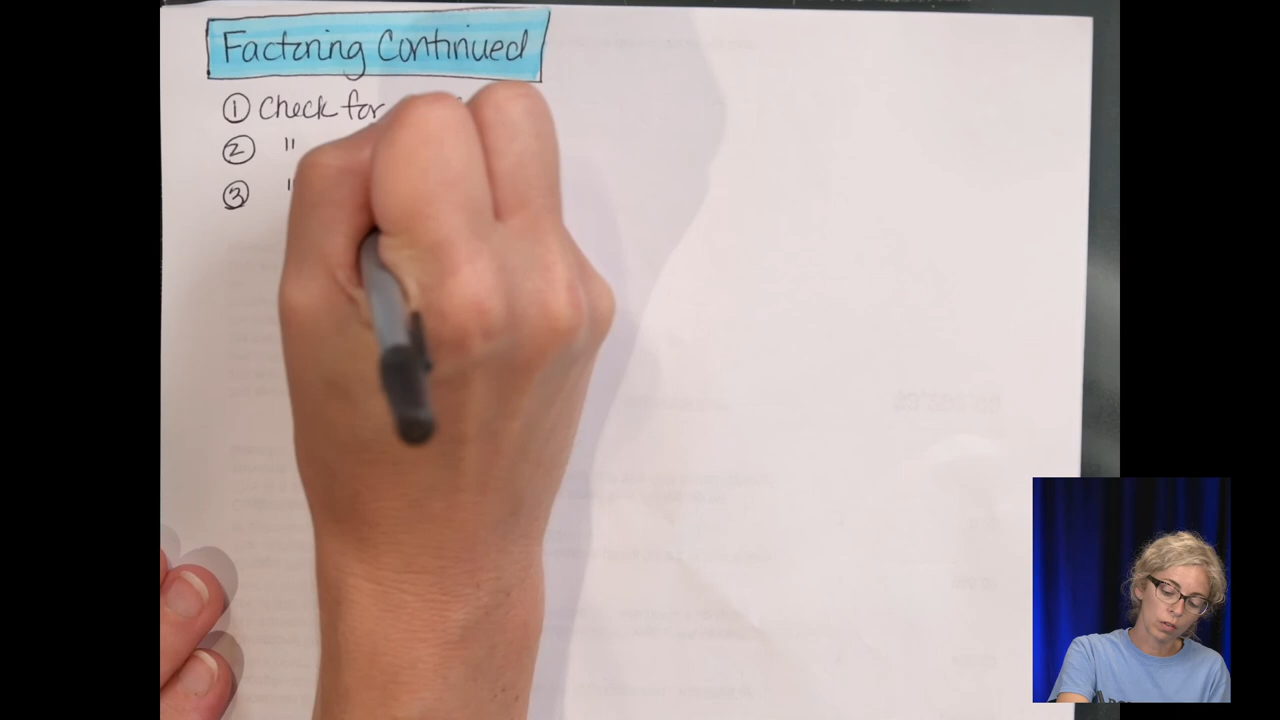 Factoring Continued
① Check for
② "
③ "